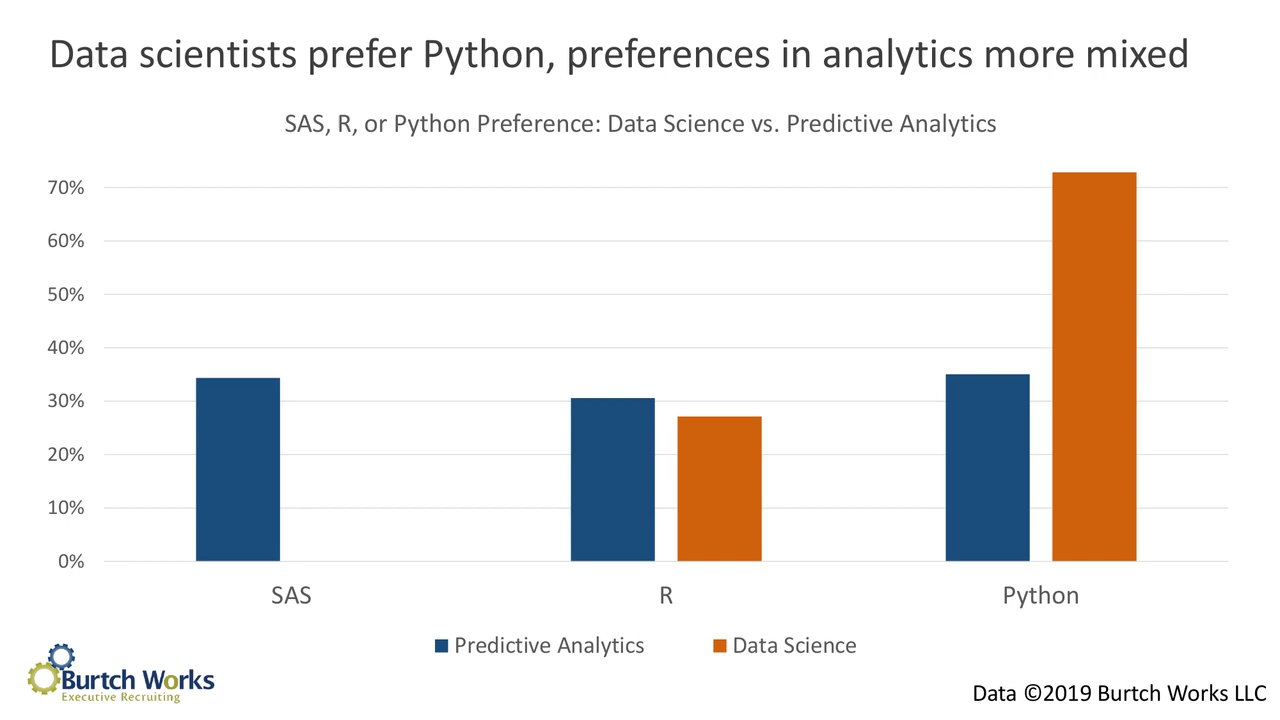 Data scientists prefer Python, preferences in analytics more mixed
SAS, R, or Python Preference: Data Science vs. Predictive Analytics
70%
60%
50%
40%
30%
20%
10%
0%
SAS
R
Python
Predictive Analytics
Data Science
Burtch Works
Executive Recruiting
Data ©2019 Burtch Works LLC